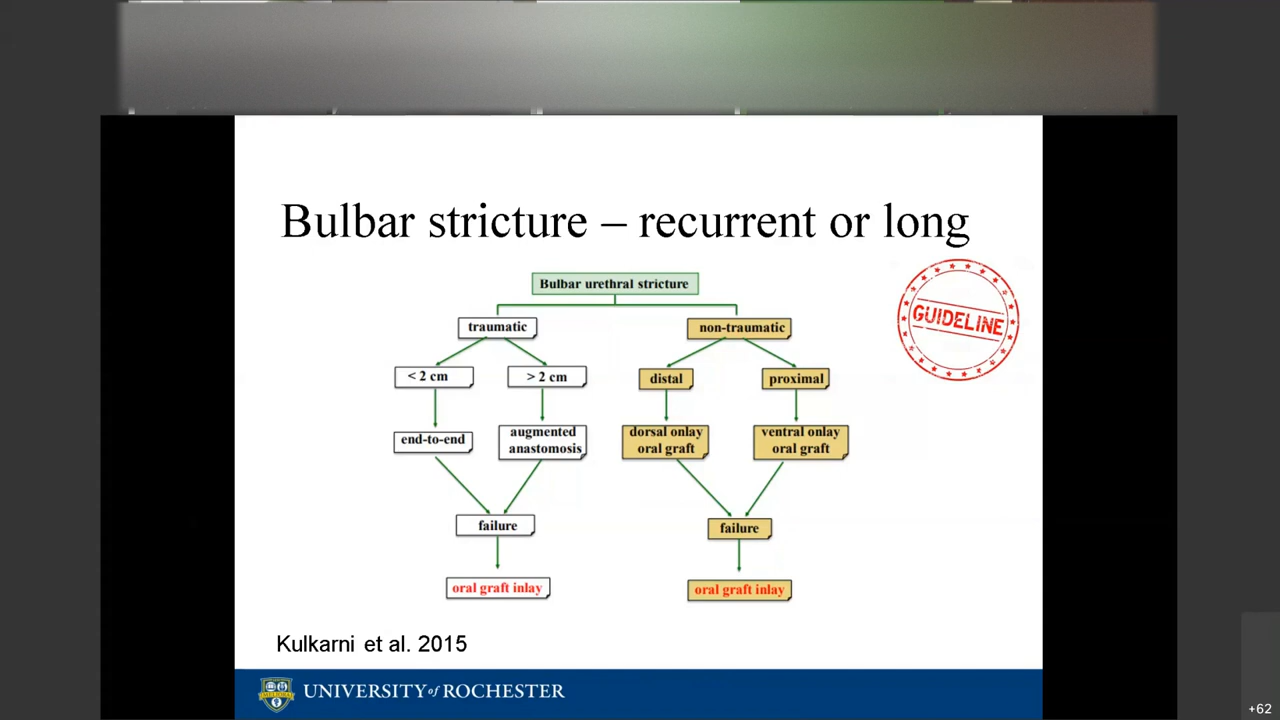 Bulbar stricture – recurrent or long
Bulbar urethral stricture
GUIDELINE
traumatic
non-traumatic
< 2 cm
> 2 cm
distal
proximal
end-to-end
augmented
anastomosis
dorsal onlay
oral graft
ventral onlay
oral graft
failure
failure
oral graft inlay
oral graft inlay
Kulkarni et al. 2015
MELIORA
UNIVERSITY of ROCHESTER
+62